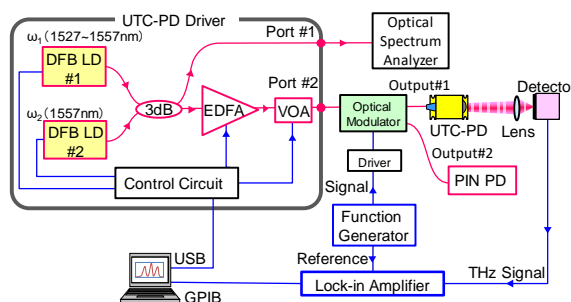 UTC-PD Driver
ω₁ (1527~1557nm)
DFB LD
#1
ω₂ (1557nm)
DFB LD
#2
3dB
EDFA
VOA
Control Circuit
Port #1
Port #2
Optical
Spectrum
Analyzer
Optical
Modulator
Output#1
UTC-PD
Lens
Detecto
Output#2
PIN PD
Driver
Signal
Function
Generator
Reference
Lock-in Amplifier
THz Signal
USB
GPIB